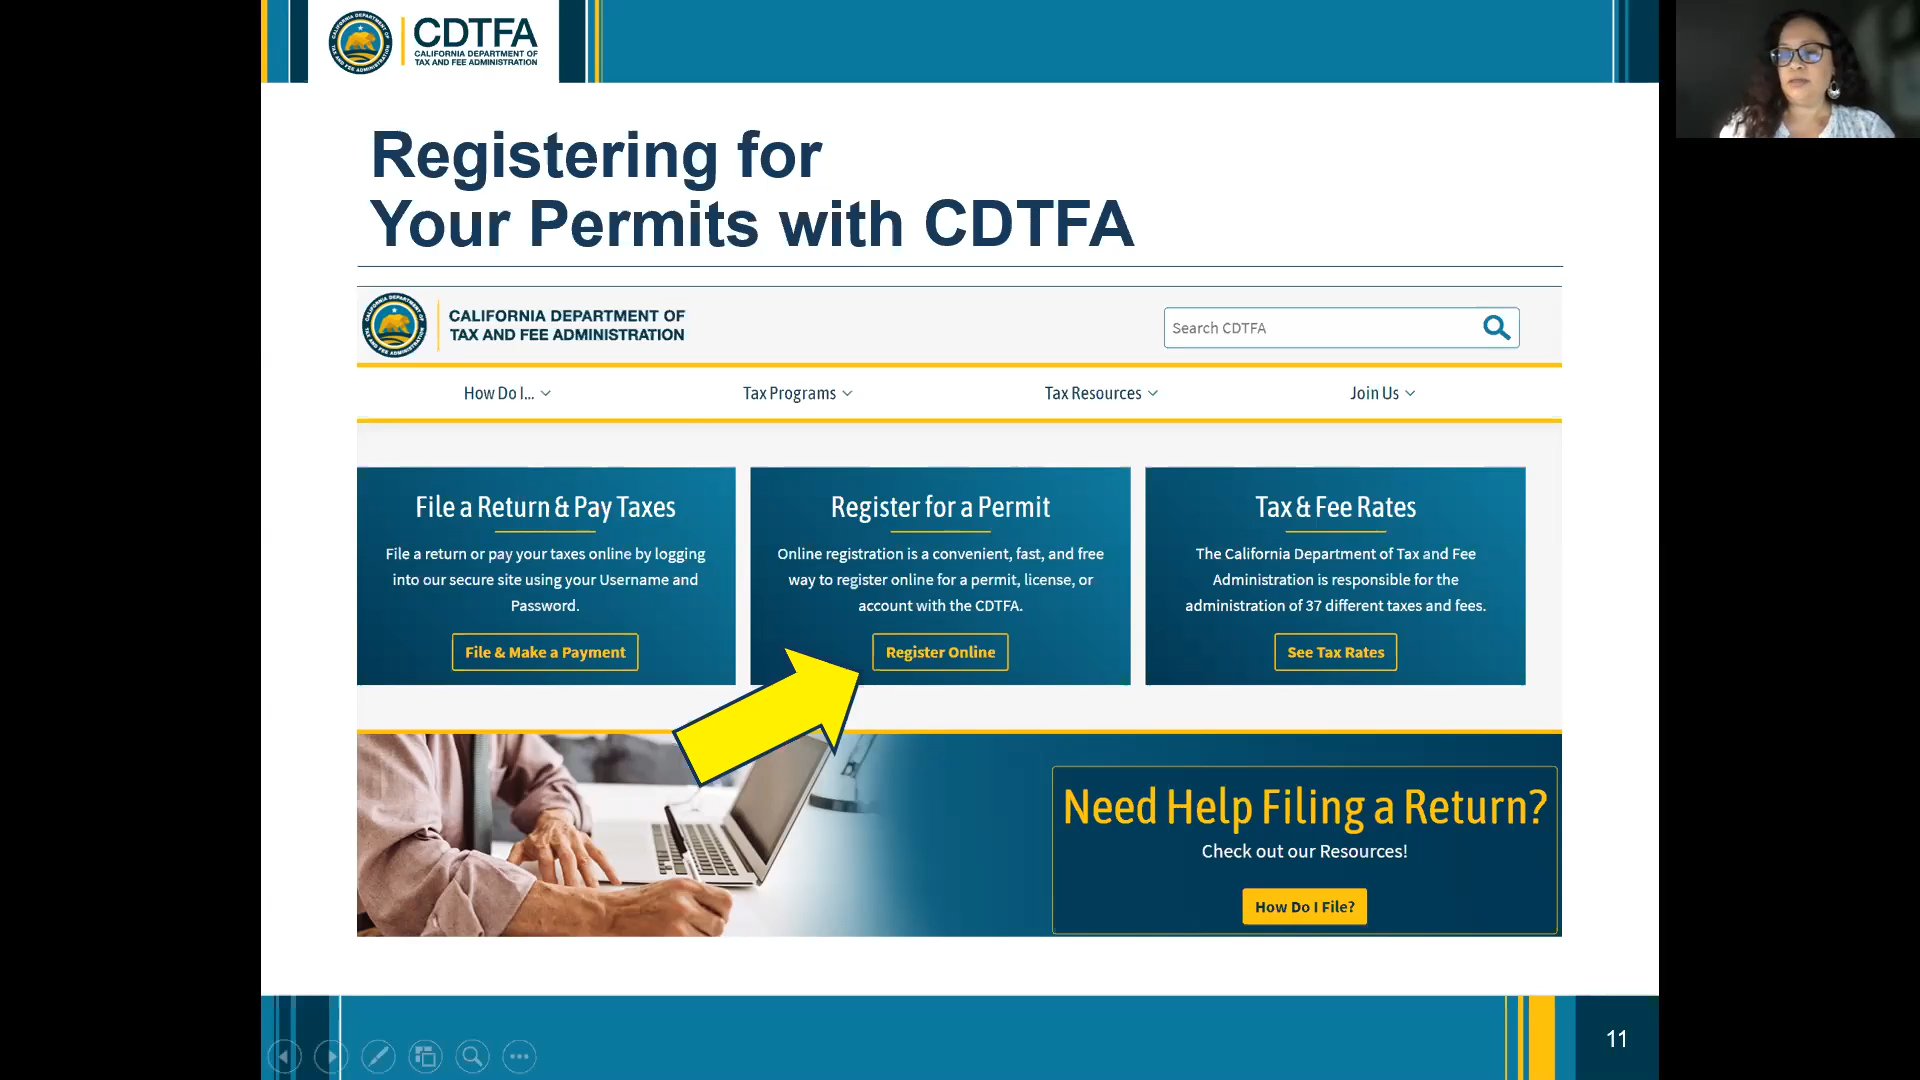 CDTFA
CALIFORNIA DEPARTMENT OF
TAX AND FEE ADMINISTRATION
Registering for
Your Permits with CDTFA
CALIFORNIA DEPARTMENT OF
TAX AND FEE ADMINISTRATION
Search CDTFA
How Do I...
Tax Programs
Tax Resources
Join Us
File a Return & Pay Taxes
File a return or pay your taxes online by logging
into our secure site using your Username and
Password.
File & Make a Payment
Register for a Permit
Online registration is a convenient, fast, and free
way to register online for a permit, license, or
account with the CDTFA.
Register Online
Tax & Fee Rates
The California Department of Tax and Fee
Administration is responsible for the
administration of 37 different taxes and fees.
See Tax Rates
Need Help Filing a Return?
Check out our Resources!
How Do I File?
11